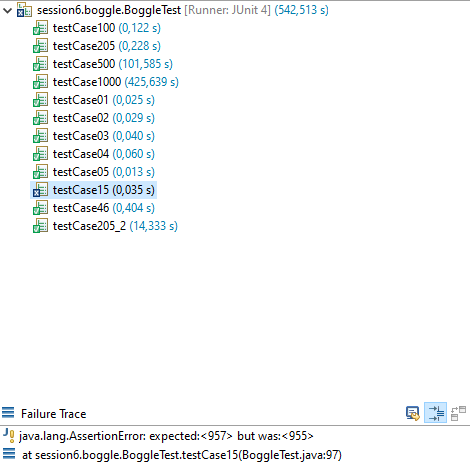 session6.boggle.BoggleTest [Runner: JUnit 4] (542,513 s)
testCase100 (0,122 s)
testCase205 (0,228 s)
testCase500 (101,585 s)
testCase1000 (425,639 s)
testCase01 (0,025 s)
testCase02 (0,029 s)
testCase03 (0,040 s)
testCase04 (0,060 s)
testCase05 (0,013 s)
testCase15 (0,035 s)
testCase46 (0,404 s)
testCase205_2 (14,333 s)
Failure Trace
java.lang.AssertionError: expected:<957> but was:<955>
at session6.boggle.BoggleTest.testCase15(BoggleTest.java:97)